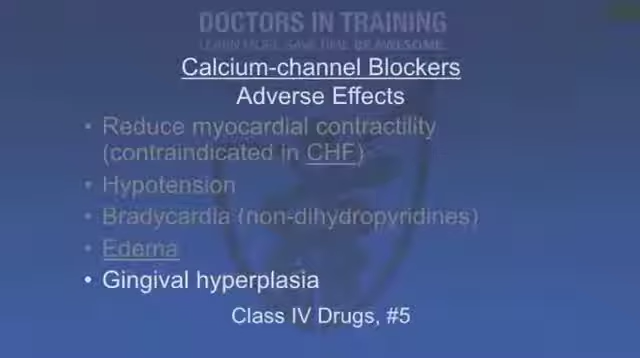 DOCTORS IN TRAINING
LEARN MORE. SAVE TIME. BE AWESOME.
Calcium-channel Blockers
Adverse Effects
• Reduce myocardial contractility
(contraindicated in CHF)
• Hypotension
• Bradycardia (non-dihydropyridines)
• Edema
• Gingival hyperplasia
Class IV Drugs, #5